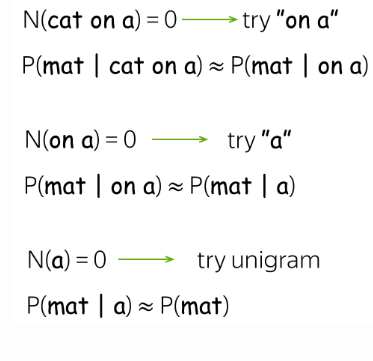 N(cat on a) = 0 → try "on a"
P(mat | cat on a) ≈ P(mat | on a)
N(on a) = 0 → try "a"
P(mat | on a) ≈ P(mat | a)
N(a) = 0 → try unigram
P(mat | a) ≈ P(mat)